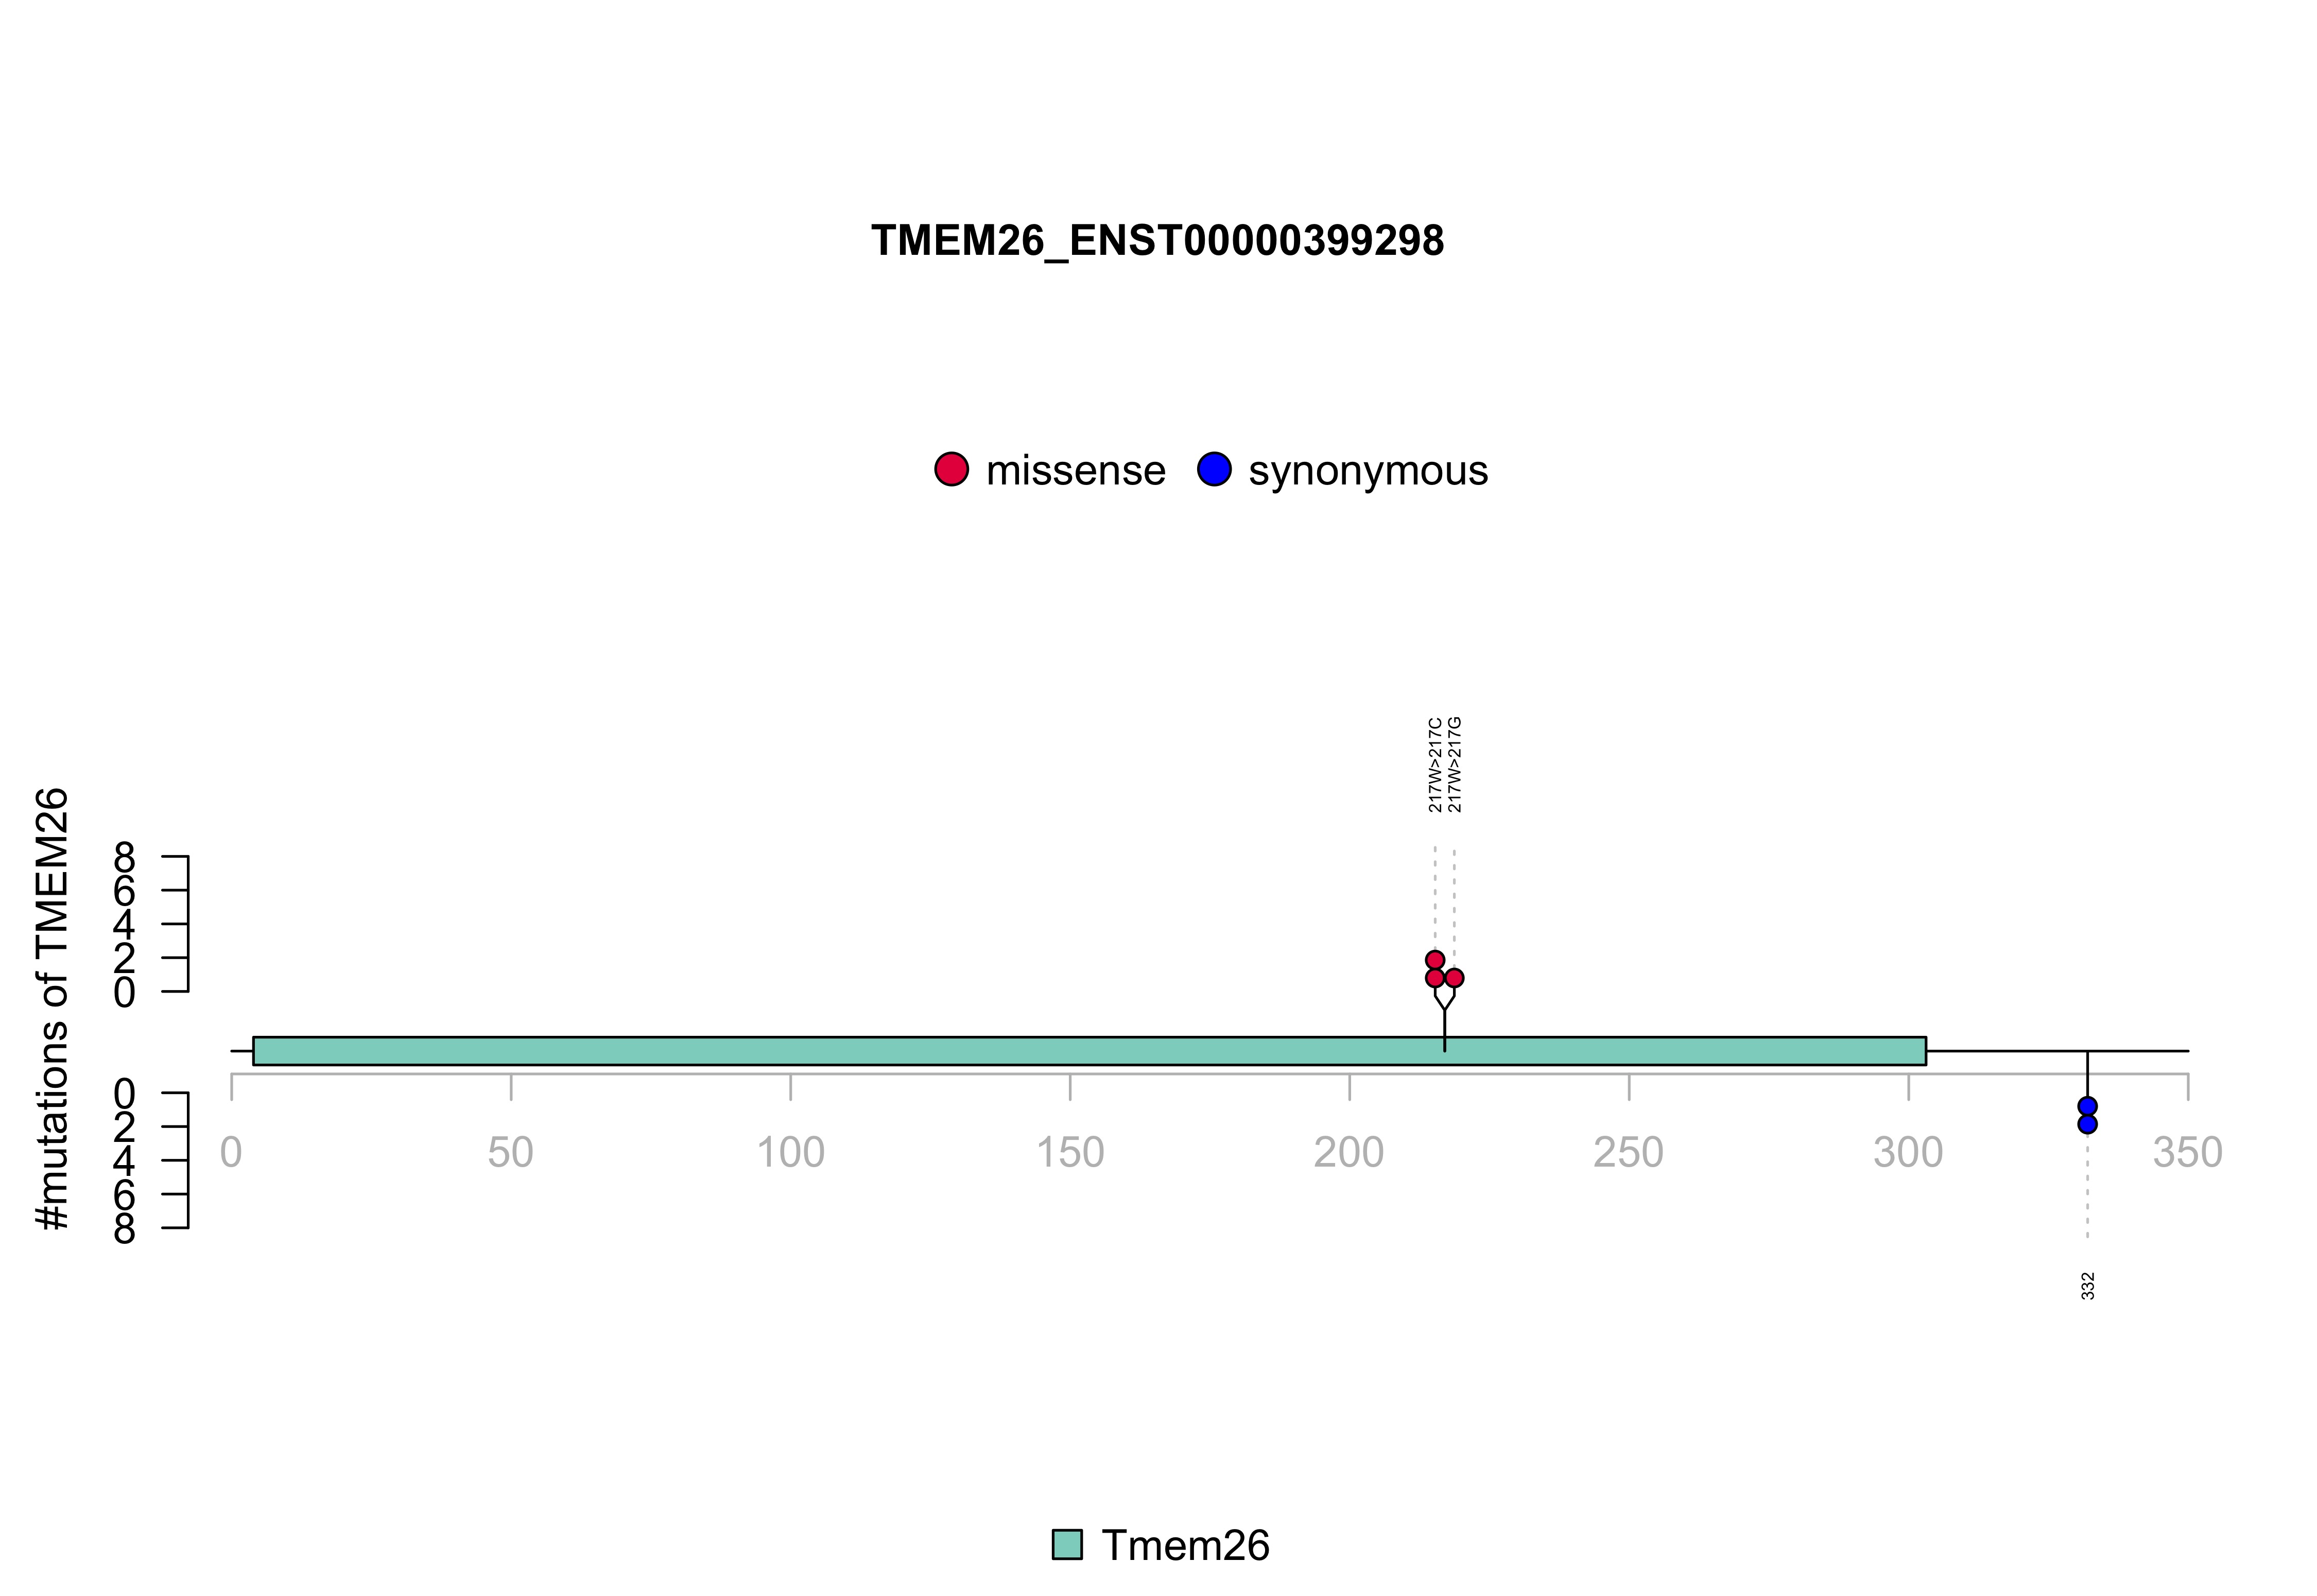 TMEM26_ENST00000399298
missense synonymous
217W>217C
217W>217G
#mutations of TMEM26
8
6
4
2
0
0
2
4
6
8
0 50 100 150 200 250 300 350
332
Tmem26